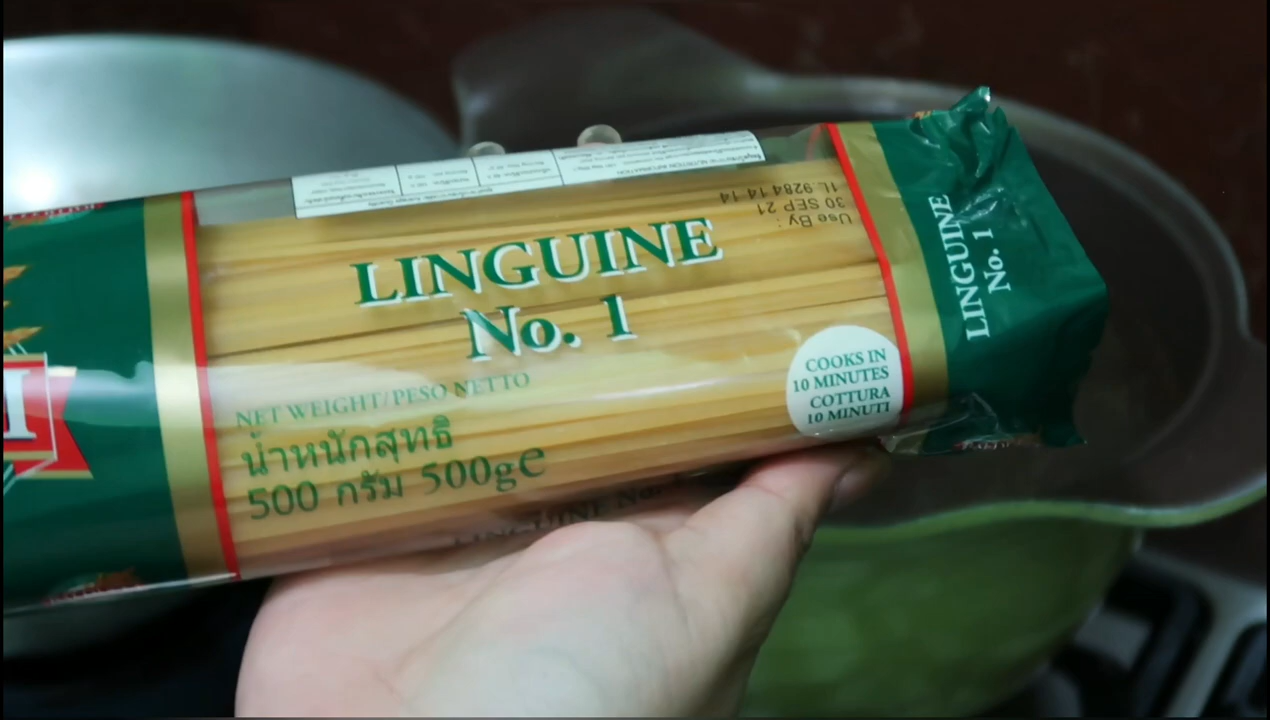 LINGUINE
No. 1
NET WEIGHT/PESO NETTO
น้ำหนักสุทธิ
500 กรัม 500g℮
COOKS IN
10 MINUTES
COTTURA
10 MINUTI
LINGUINE
No. 1
Use By :
30 SEP 21
1L 9284 14 14
LINGUINE No.